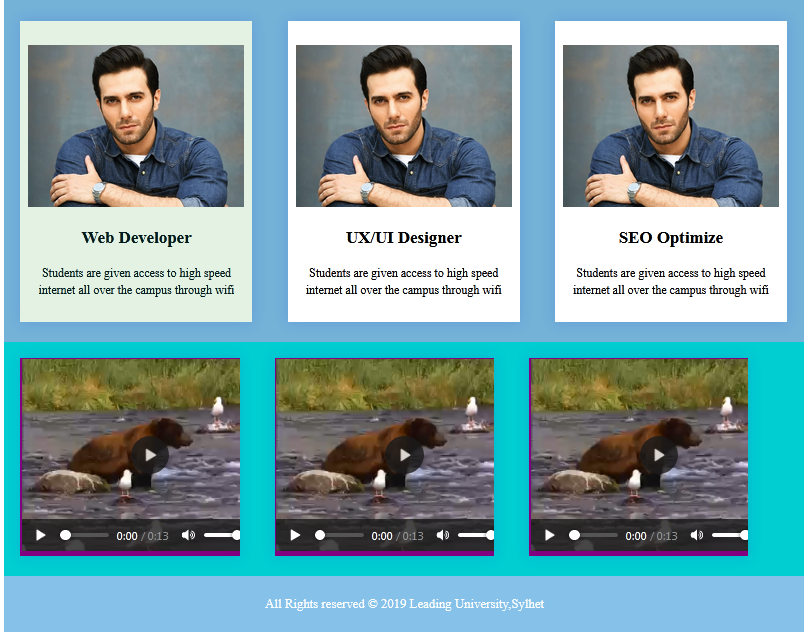 Web Developer
Students are given access to high speed
internet all over the campus through wifi
UX/UI Designer
Students are given access to high speed
internet all over the campus through wifi
SEO Optimize
Students are given access to high speed
internet all over the campus through wifi
0:00 / 0:13
0:00 / 0:13
0:00 / 0:13
All Rights reserved © 2019 Leading University,Sylhet